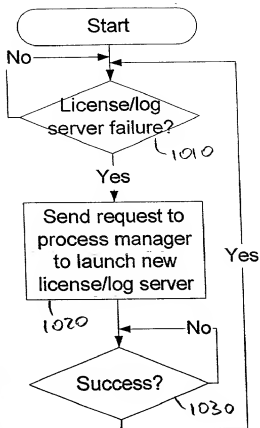 Start
No
License/log
server failure?
1010
Yes
Send request to
process manager
to launch new
license/log server
Yes
1020
No
Success?
1030